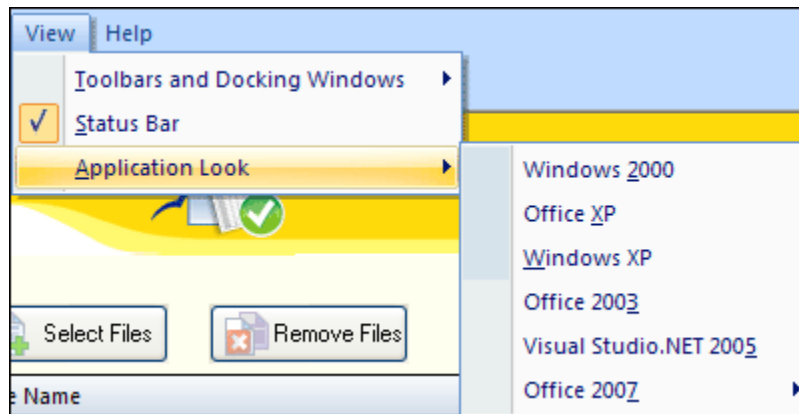 View Help
Toolbars and Docking Windows
Status Bar
Application Look
Windows 2000
Office XP
Windows XP
Office 2003
Visual Studio.NET 2005
Office 2007
Select Files Remove Files
e Name